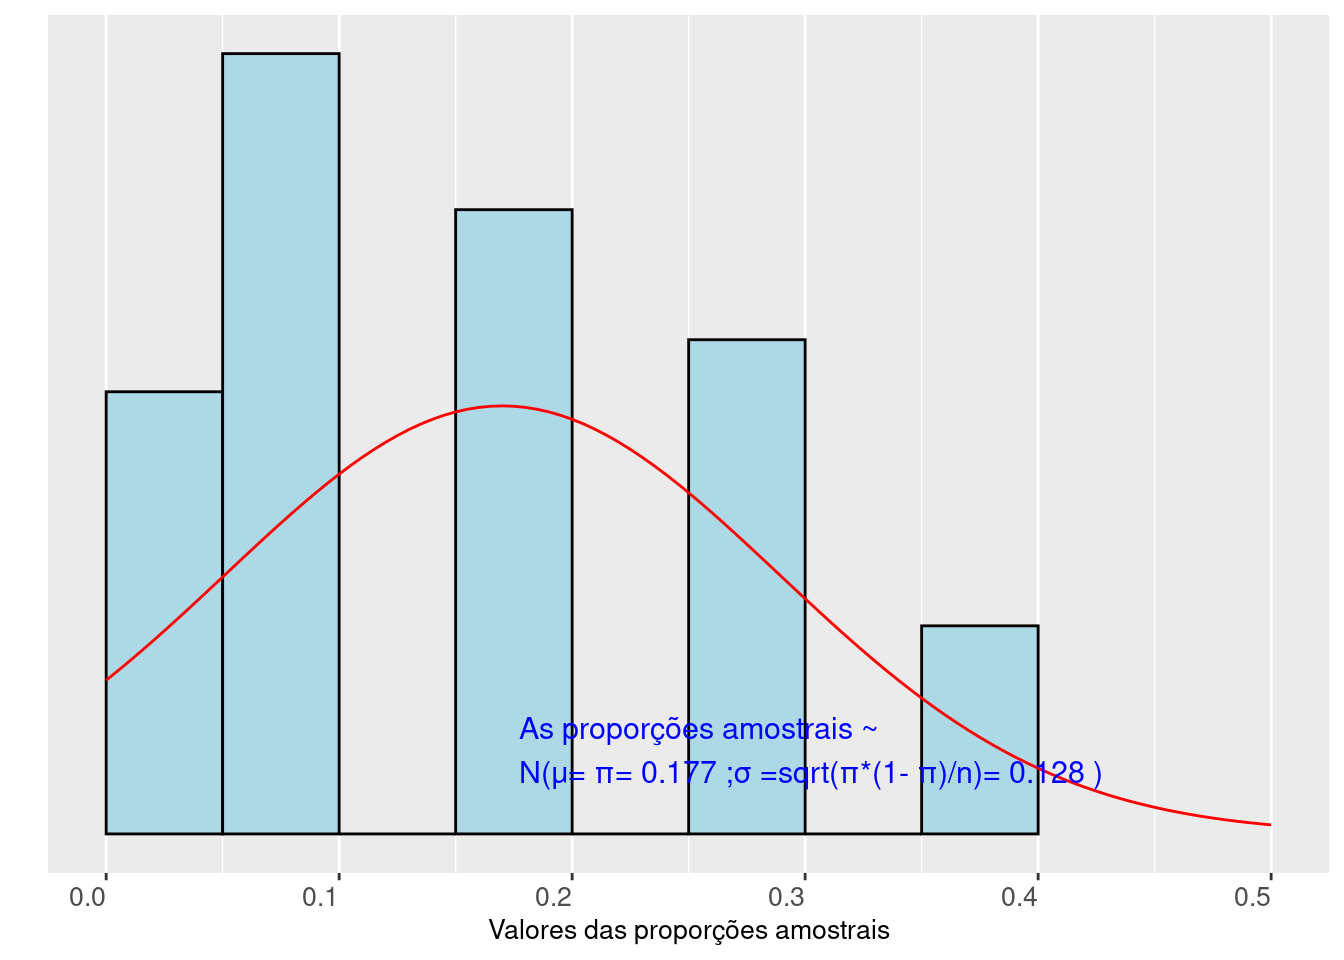 As proporções amostrais ~
N(μ= π= 0.177 ;σ =sqrt(π*(1- π)/n)= 0.128 )
0.0 0.1 0.2 0.3 0.4 0.5
Valores das proporções amostrais